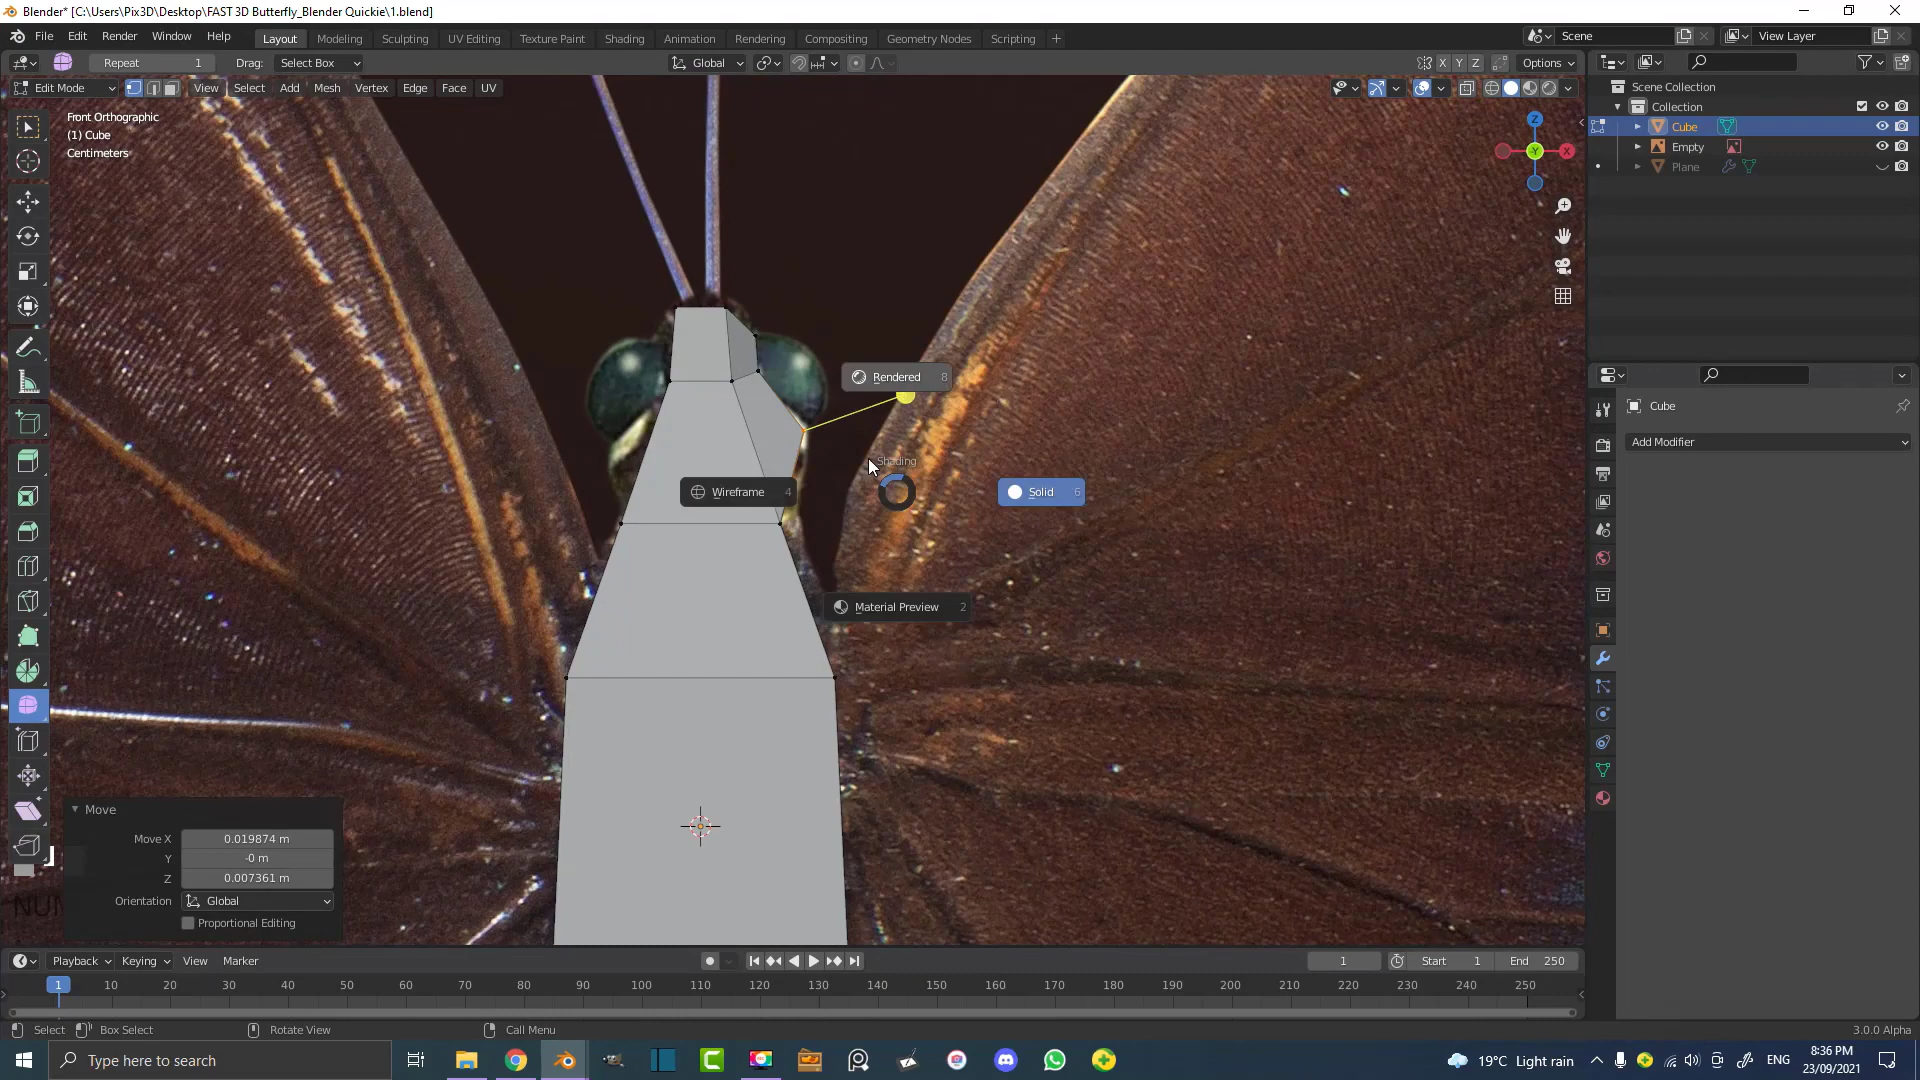 Blender* [C:\Users\Pix3D\Desktop\FAST 3D Butterfly_Blender Quickie\1.blend]
File Edit Render Window Help Layout Modeling Sculpting UV Editing Texture Paint Shading Animation Rendering Compositing Geometry Nodes Scripting + Scene View Layer
Repeat 1 Drag: Select Box Global X Y Z Options
Edit Mode View Select Add Mesh Vertex Edge Face UV
Scene Collection
Collection
Cube
Empty
Plane
Front Orthographic
(1) Cube
Centimeters
Z
Y X
Rendered 8
Shading
Wireframe 4
Solid 6
Material Preview 2
Cube
Add Modifier
Move
Move X 0.019874 m
Y -0 m
Z 0.007361 m
Orientation Global
Proportional Editing
Playback Keying View Marker 1 Start 1 End 250
1 10 20 30 40 50 60 70 80 90 100 110 120 130 140 150 160 170 180 190 200 210 220 230 240 250
Select Box Select Rotate View Call Menu 3.0.0 Alpha
Type here to search
19°C Light rain ENG
8:36 PM
23/09/2021